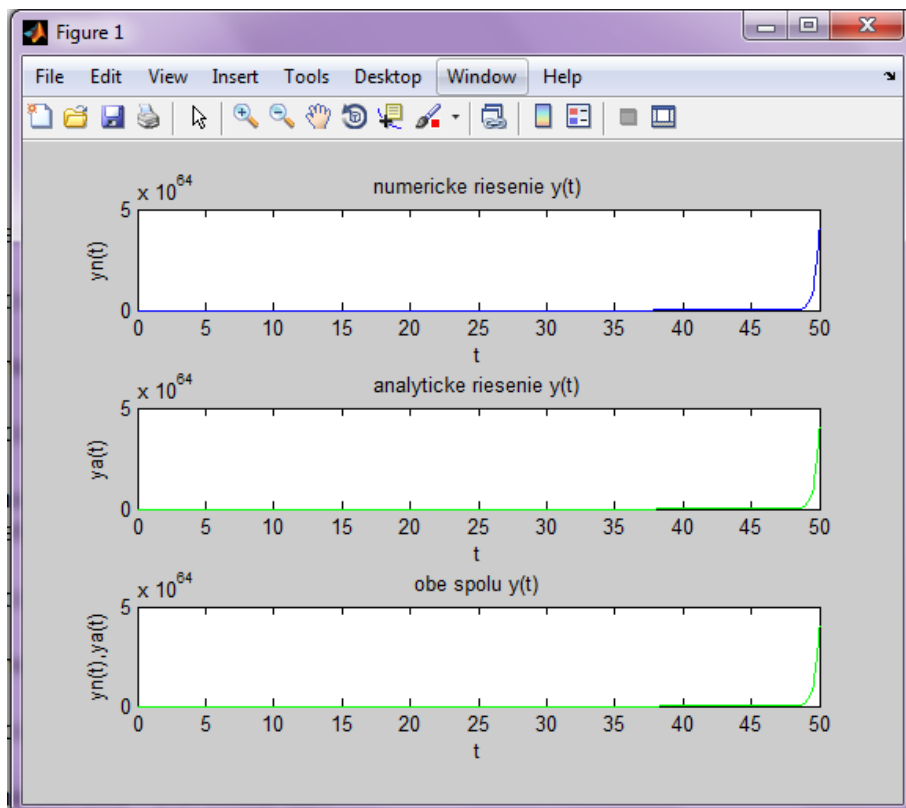 Figure 1
File Edit View Insert Tools Desktop Window Help
numericke riesenie y(t)
x 10^64
5
0
yn(t)
0 5 10 15 20 25 30 35 40 45 50
t
analyticke riesenie y(t)
x 10^64
5
0
ya(t)
0 5 10 15 20 25 30 35 40 45 50
t
obe spolu y(t)
x 10^64
5
0
yn(t),ya(t)
0 5 10 15 20 25 30 35 40 45 50
t